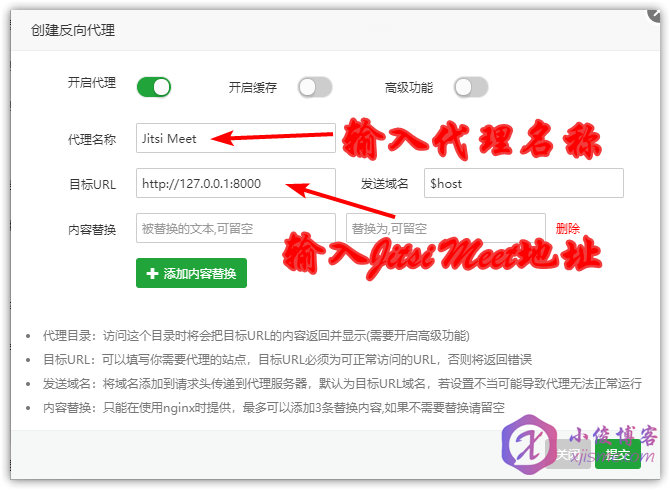 创建反向代理
开启代理 开启缓存 高级功能
代理名称 Jitsi Meet 输入代理名称
目标URL http://127.0.0.1:8000 发送域名 $host
内容替换 被替换的文本,可留空 替换为,可留空 删除
输入Jitsi Meet地址
添加内容替换
代理目录：访问这个目录时将会把目标URL的内容返回并显示(需要开启高级功能)
目标URL：可以填写你需要代理的站点，目标URL必须为可正常访问的URL，否则将返回错误
发送域名：将域名添加到请求头传递到代理服务器，默认为目标URL域名，若设置不当可能导致代理无法正常运行
内容替换：只能在使用nginx时提供，最多可以添加3条替换内容,如果不需要替换请留空
小俊博客
关闭 提交